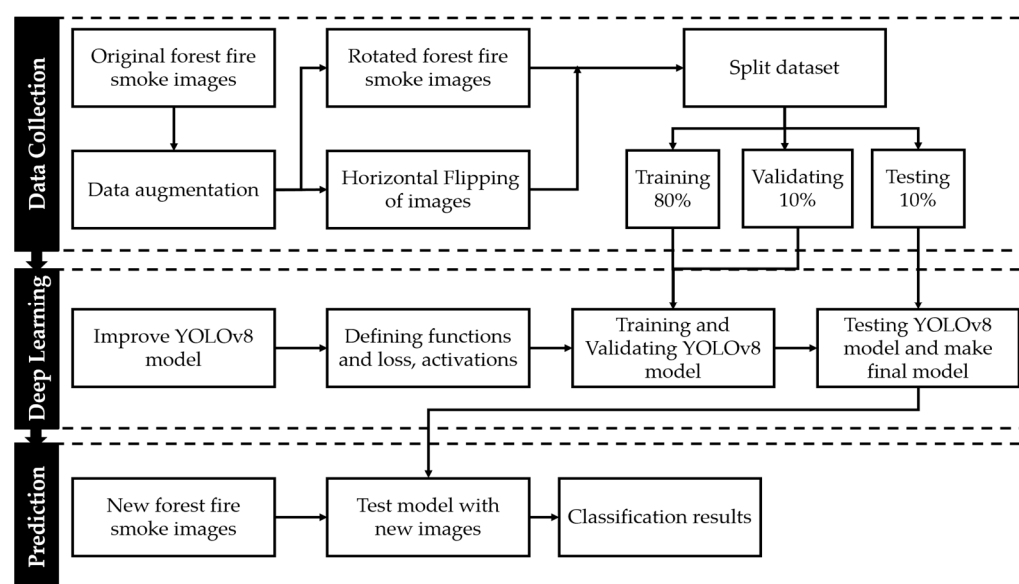 Data Collection
Original forest fire
smoke images
Rotated forest fire
smoke images
Split dataset
Data augmentation
Horizontal Flipping
of images
Training
80%
Validating
10%
Testing
10%
Deep Learning
Improve YOLOv8
model
Defining functions
and loss, activations
Training and
Validating YOLOv8
model
Testing YOLOv8
model and make
final model
Prediction
New forest fire
smoke images
Test model with
new images
Classification results